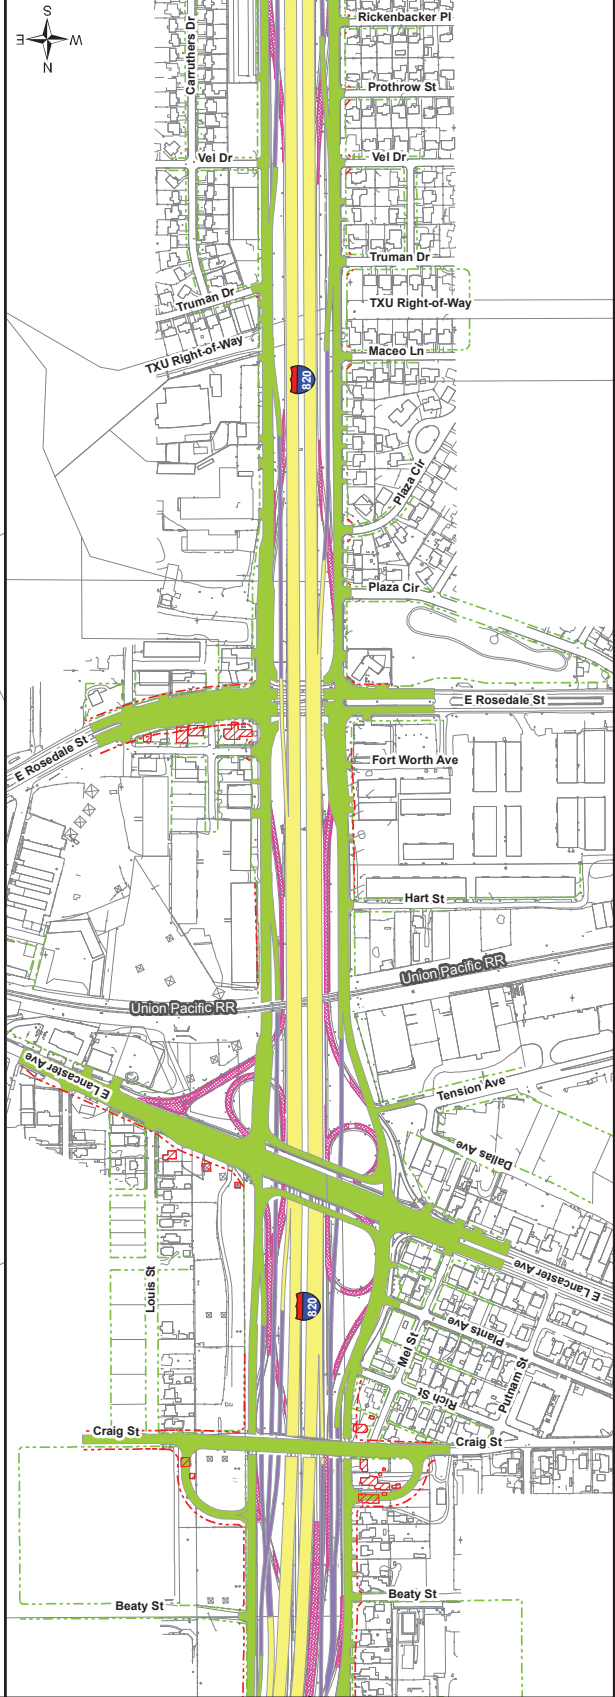 Rickenbacker Pl
S
E
W
N
Carruthers Dr
Prothrow St
Vel Dr
Vel Dr
Truman Dr
Truman Dr
TXU Right-of-Way
TXU Right-of-Way
Maceo Ln
820
Plaza Cir
Plaza Cir
E Rosedale St
E Rosedale St
Fort Worth Ave
Hart St
Union Pacific RR
Union Pacific RR
E Lancaster Ave
Tension Ave
Dallas Ave
E Lancaster Ave
Louis St
820
Plants Ave
Mel St
Putnam St
Rich St
Craig St
Craig St
Beaty St
Beaty St